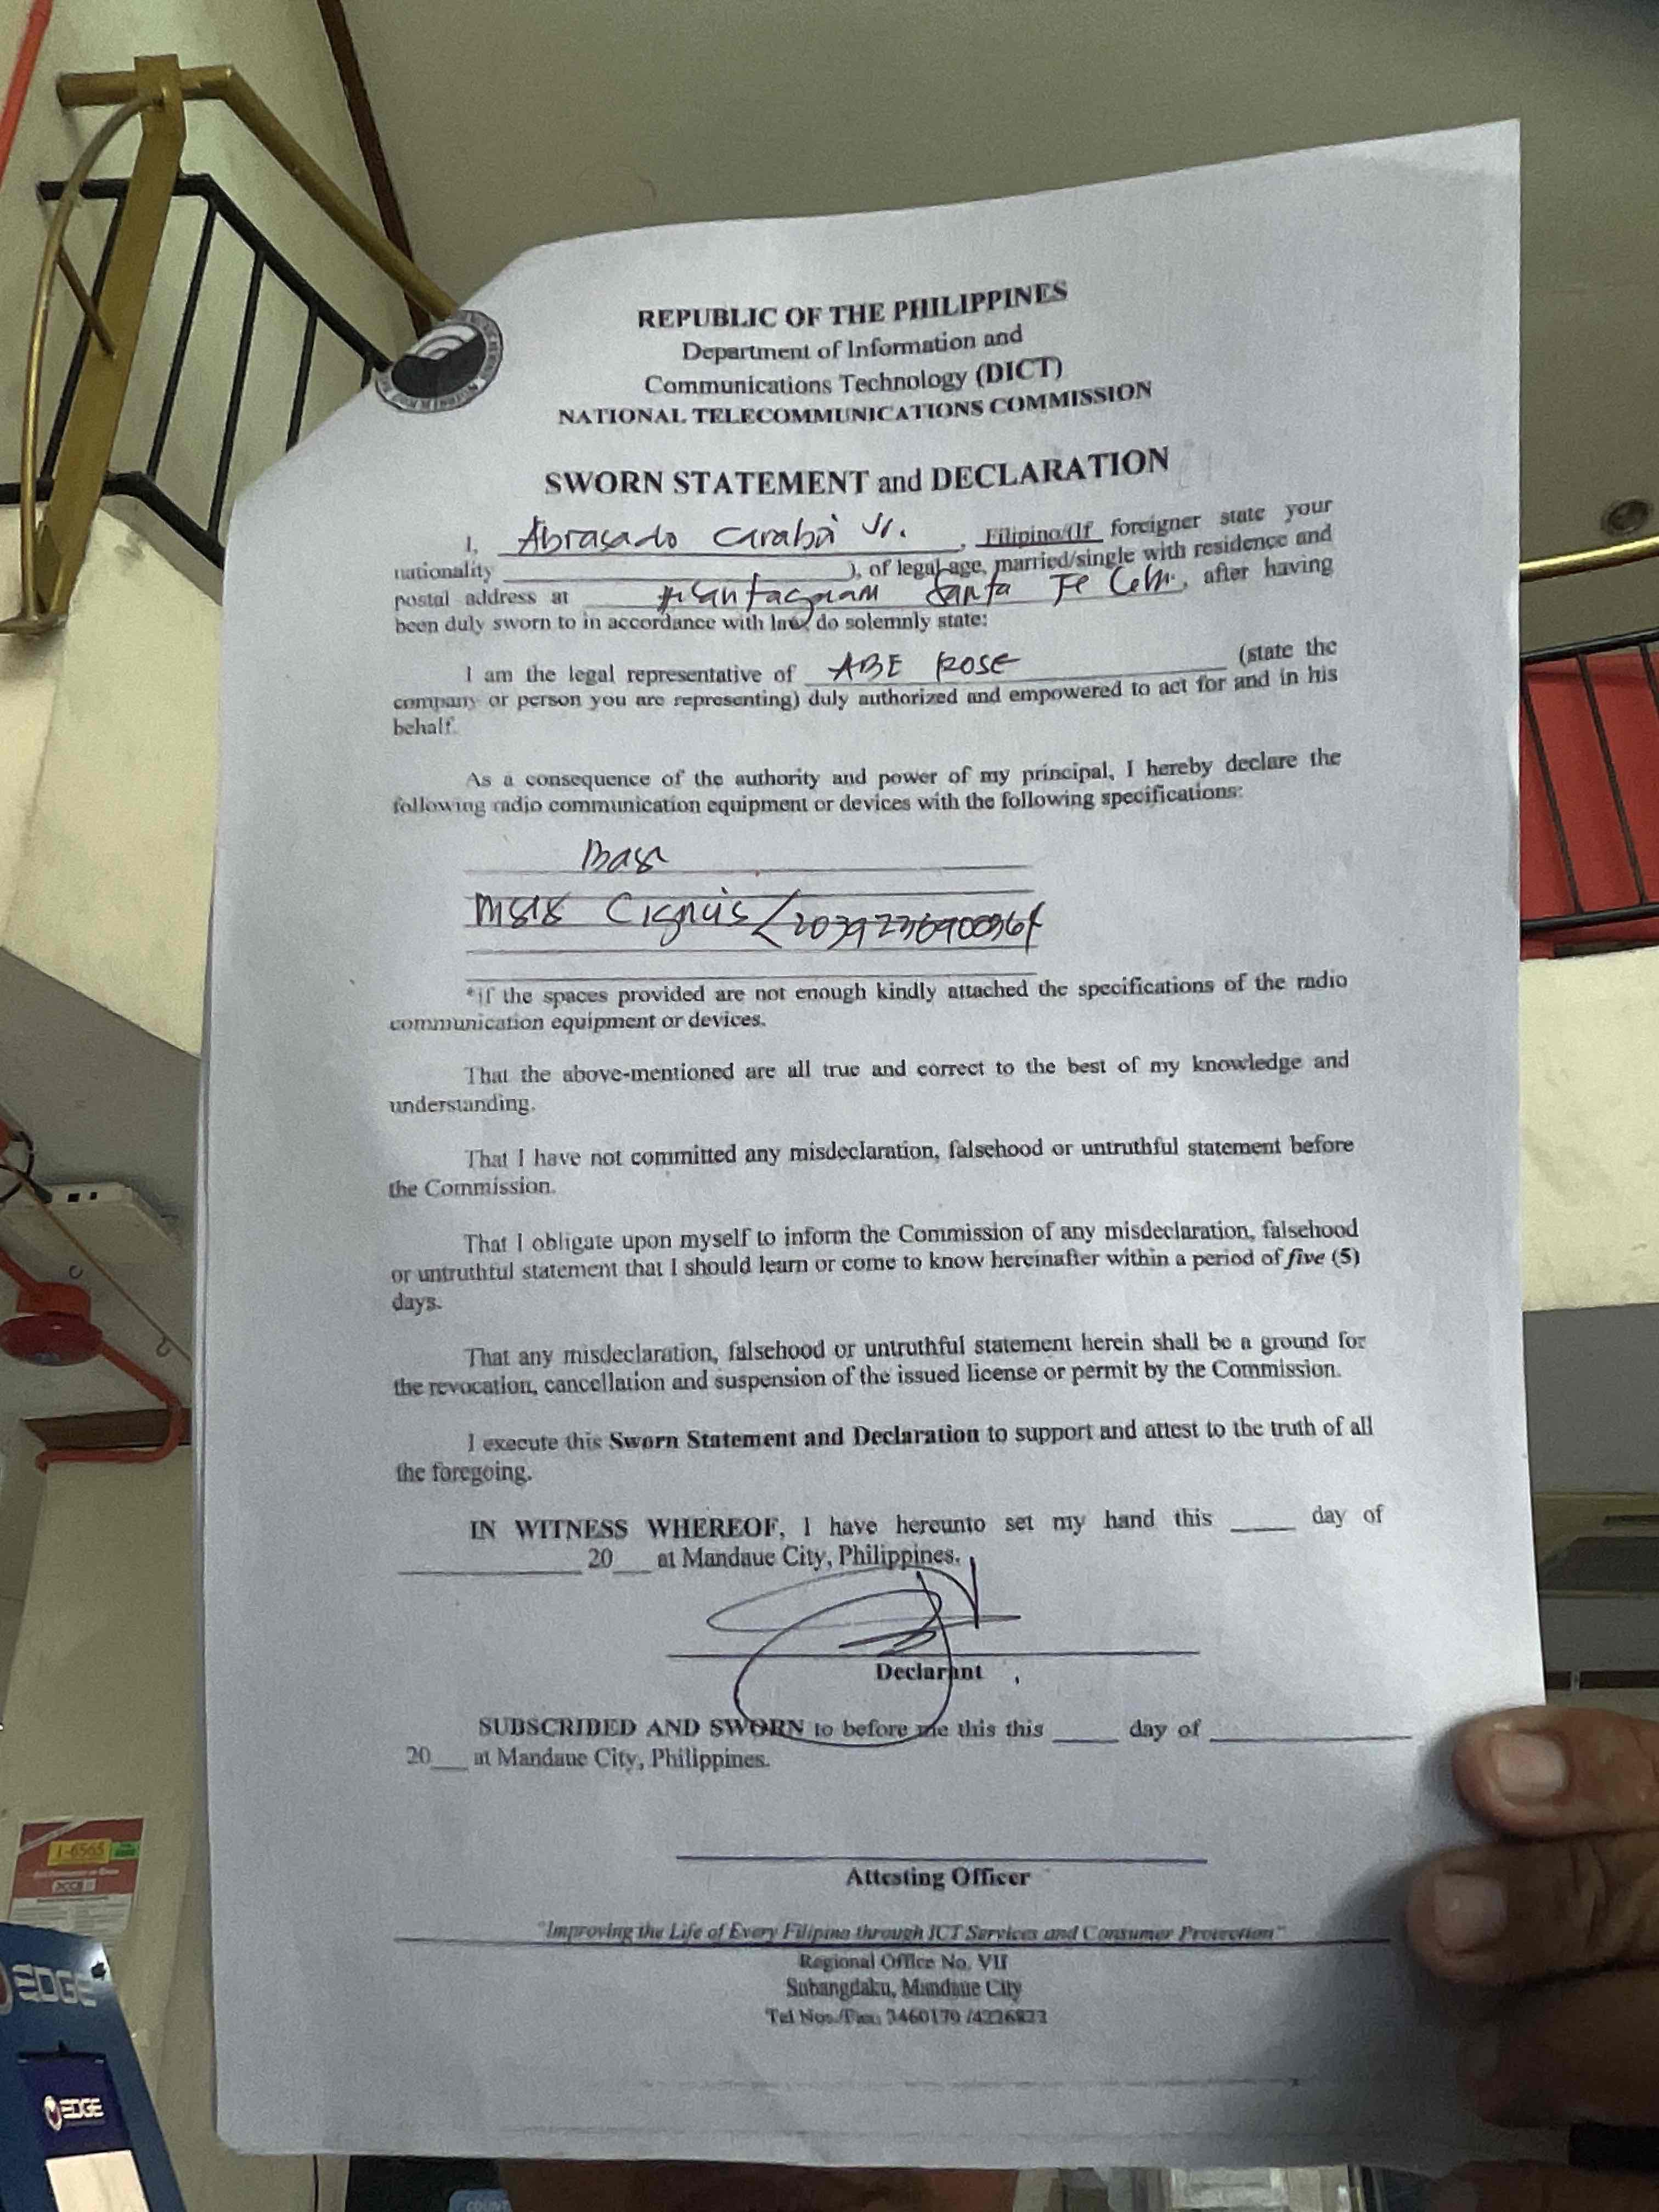 REPUBLIC OF THE PHILIPPINES
Department of Information and
Communications Technology (DICT)
NATIONAL TELECOMMUNICATIONS COMMISSION
SWORN STATEMENT and DECLARATION
I, Abrasado Caraba Jr. , Filipino/(If foreigner state your
nationality ), of legal age, married/single with residence and
postal address at Santa Fe , after having
been duly sworn to in accordance with law, do solemnly state:
I am the legal representative of ABE ROSE (state the
company or person you are representing) duly authorized and empowered to act for and in his
behalf.
As a consequence of the authority and power of my principal, I hereby declare the
following radio communication equipment or devices with the following specifications:
*if the spaces provided are not enough kindly attached the specifications of the radio
communication equipment or devices.
That the above-mentioned are all true and correct to the best of my knowledge and
understanding.
That I have not committed any misdeclaration, falsehood or untruthful statement before
the Commission.
That I obligate upon myself to inform the Commission of any misdeclaration, falsehood
or untruthful statement that I should learn or come to know hereinafter within a period of five (5)
days.
That any misdeclaration, falsehood or untruthful statement herein shall be a ground for
the revocation, cancellation and suspension of the issued license or permit by the Commission.
I execute this Sworn Statement and Declaration to support and attest to the truth of all
the foregoing.
IN WITNESS WHEREOF, I have hereunto set my hand this ____ day of
____ 20__ at Mandaue City, Philippines.
Declarant
SUBSCRIBED AND SWORN to before me this this ____ day of ____
20__ at Mandaue City, Philippines.
Attesting Officer
"Improving the Life of Every Filipino through ICT Services and Consumer Protection"
Regional Office No. VII
Subangdaku, Mandaue City
Tel Nos./Fax: 3460170 /4226823
1-6565
EDGE
EDGE